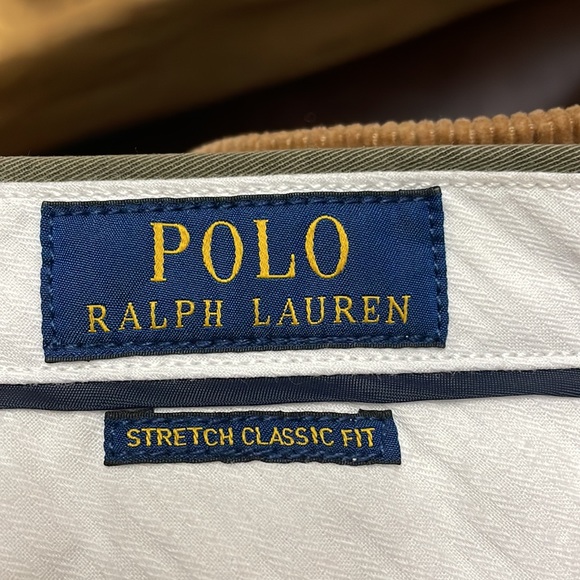 POLO
RALPH LAUREN
STRETCH CLASSIC FIT